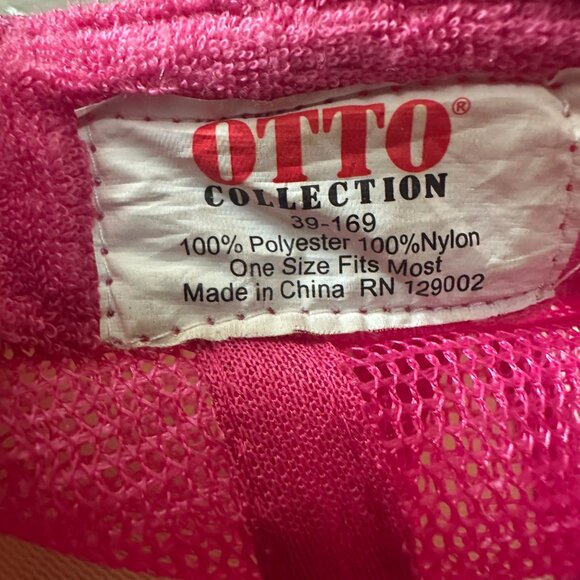 OTTO®
COLLECTION
39-169
100% Polyester 100%Nylon
One Size Fits Most
Made in China RN 129002